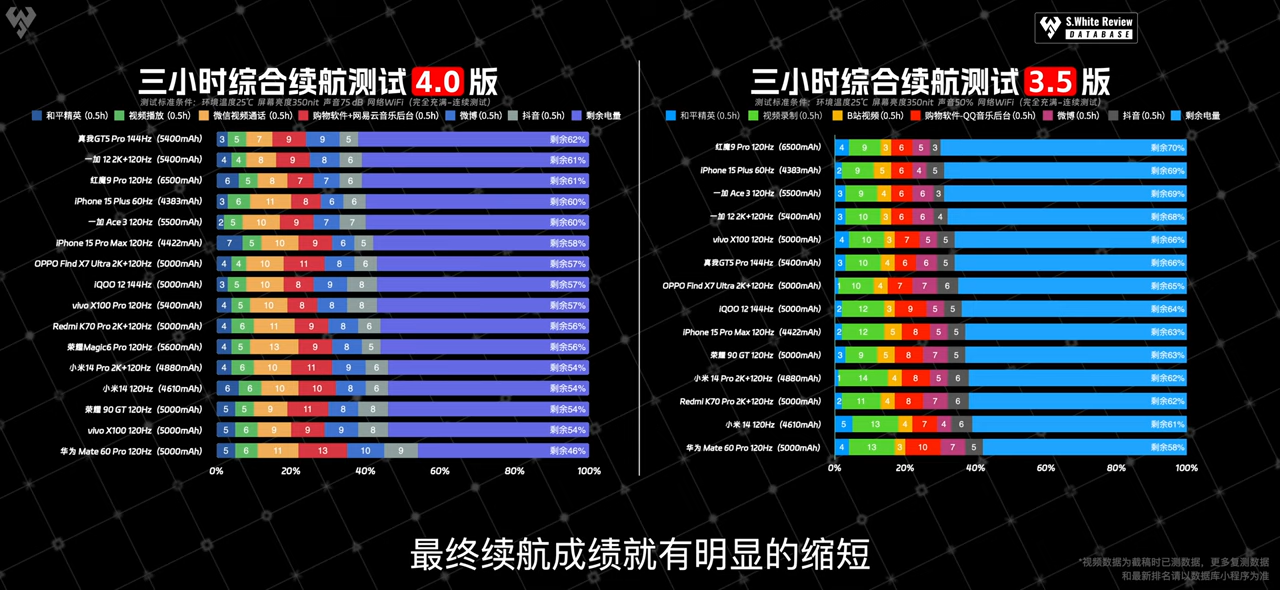 S.White Review
DATABASE
三小时综合续航测试 4.0 版
测试标准条件：环境温度25℃ 屏幕亮度350nit 声音75 dB 网络WiFi（完全充满-连续测试）
和平精英 (0.5h) 视频播放 (0.5h) 微信视频通话 (0.5h) 购物软件+网易云音乐后台 (0.5h) 微博 (0.5h) 抖音 (0.5h) 剩余电量
真我GT5 Pro 144Hz（5400mAh） 3 5 7 9 9 5 剩余62%
一加 12 2K+120Hz（5400mAh） 4 4 8 9 8 6 剩余61%
红魔9 Pro 120Hz（6500mAh） 6 5 8 7 7 6 剩余61%
iPhone 15 Plus 60Hz（4383mAh） 3 6 11 8 6 6 剩余60%
一加 Ace 3 120Hz（5500mAh） 2 5 10 9 7 7 剩余60%
iPhone 15 Pro Max 120Hz（4422mAh） 7 5 10 9 6 5 剩余58%
OPPO Find X7 Ultra 2K+120Hz（5000mAh） 4 4 10 11 8 6 剩余57%
iQOO 12 144Hz（5000mAh） 3 5 10 8 9 8 剩余57%
vivo X100 Pro 120Hz（5400mAh） 4 5 10 8 8 8 剩余57%
Redmi K70 Pro 2K+120Hz（5000mAh） 4 6 11 9 8 6 剩余56%
荣耀Magic6 Pro 120Hz（5600mAh） 4 5 13 9 8 5 剩余56%
小米14 Pro 2K+120Hz（4880mAh） 4 6 10 11 9 6 剩余54%
小米14 120Hz（4610mAh） 6 6 10 10 8 6 剩余54%
荣耀 90 GT 120Hz（5000mAh） 5 5 9 11 8 8 剩余54%
vivo X100 120Hz（5000mAh） 5 6 9 9 9 8 剩余54%
华为 Mate 60 Pro 120Hz（5000mAh） 5 6 11 13 10 9 剩余46%
0% 20% 40% 60% 80% 100%
三小时综合续航测试 3.5 版
测试标准条件：环境温度25℃ 屏幕亮度350nit 声音50% 网络WiFi（完全充满-连续测试）
和平精英 (0.5h) 视频录制 (0.5h) B站视频 (0.5h) 购物软件-QQ音乐后台 (0.5h) 微博 (0.5h) 抖音 (0.5h) 剩余电量
红魔9 Pro 120Hz（6500mAh） 4 9 3 6 5 3 剩余70%
iPhone 15 Plus 60Hz（4383mAh） 2 9 5 6 4 5 剩余69%
一加 Ace 3 120Hz（5500mAh） 3 9 4 6 6 3 剩余69%
一加 12 2K+120Hz（5400mAh） 3 10 3 6 6 4 剩余68%
vivo X100 120Hz（5000mAh） 4 10 3 7 5 5 剩余66%
真我GT5 Pro 144Hz（5400mAh） 3 10 4 6 6 5 剩余66%
OPPO Find X7 Ultra 2K+120Hz（5000mAh） 1 10 4 7 7 6 剩余65%
iQOO 12 144Hz（5000mAh） 2 12 3 9 5 5 剩余64%
iPhone 15 Pro Max 120Hz（4422mAh） 2 12 5 8 5 5 剩余63%
荣耀 90 GT 120Hz（5000mAh） 3 9 5 8 7 5 剩余63%
小米 14 Pro 2K+120Hz（4880mAh） 1 14 4 8 5 6 剩余62%
Redmi K70 Pro 2K+120Hz（5000mAh） 2 11 4 8 7 6 剩余62%
小米 14 120Hz（4610mAh） 5 13 4 7 4 6 剩余61%
华为 Mate 60 Pro 120Hz（5000mAh） 4 13 3 10 7 5 剩余58%
0% 20% 40% 60% 80% 100%
最终续航成绩就有明显的缩短
*视频数据为截稿时已测数据，更多复测数据
和最新排名请以数据库小程序为准